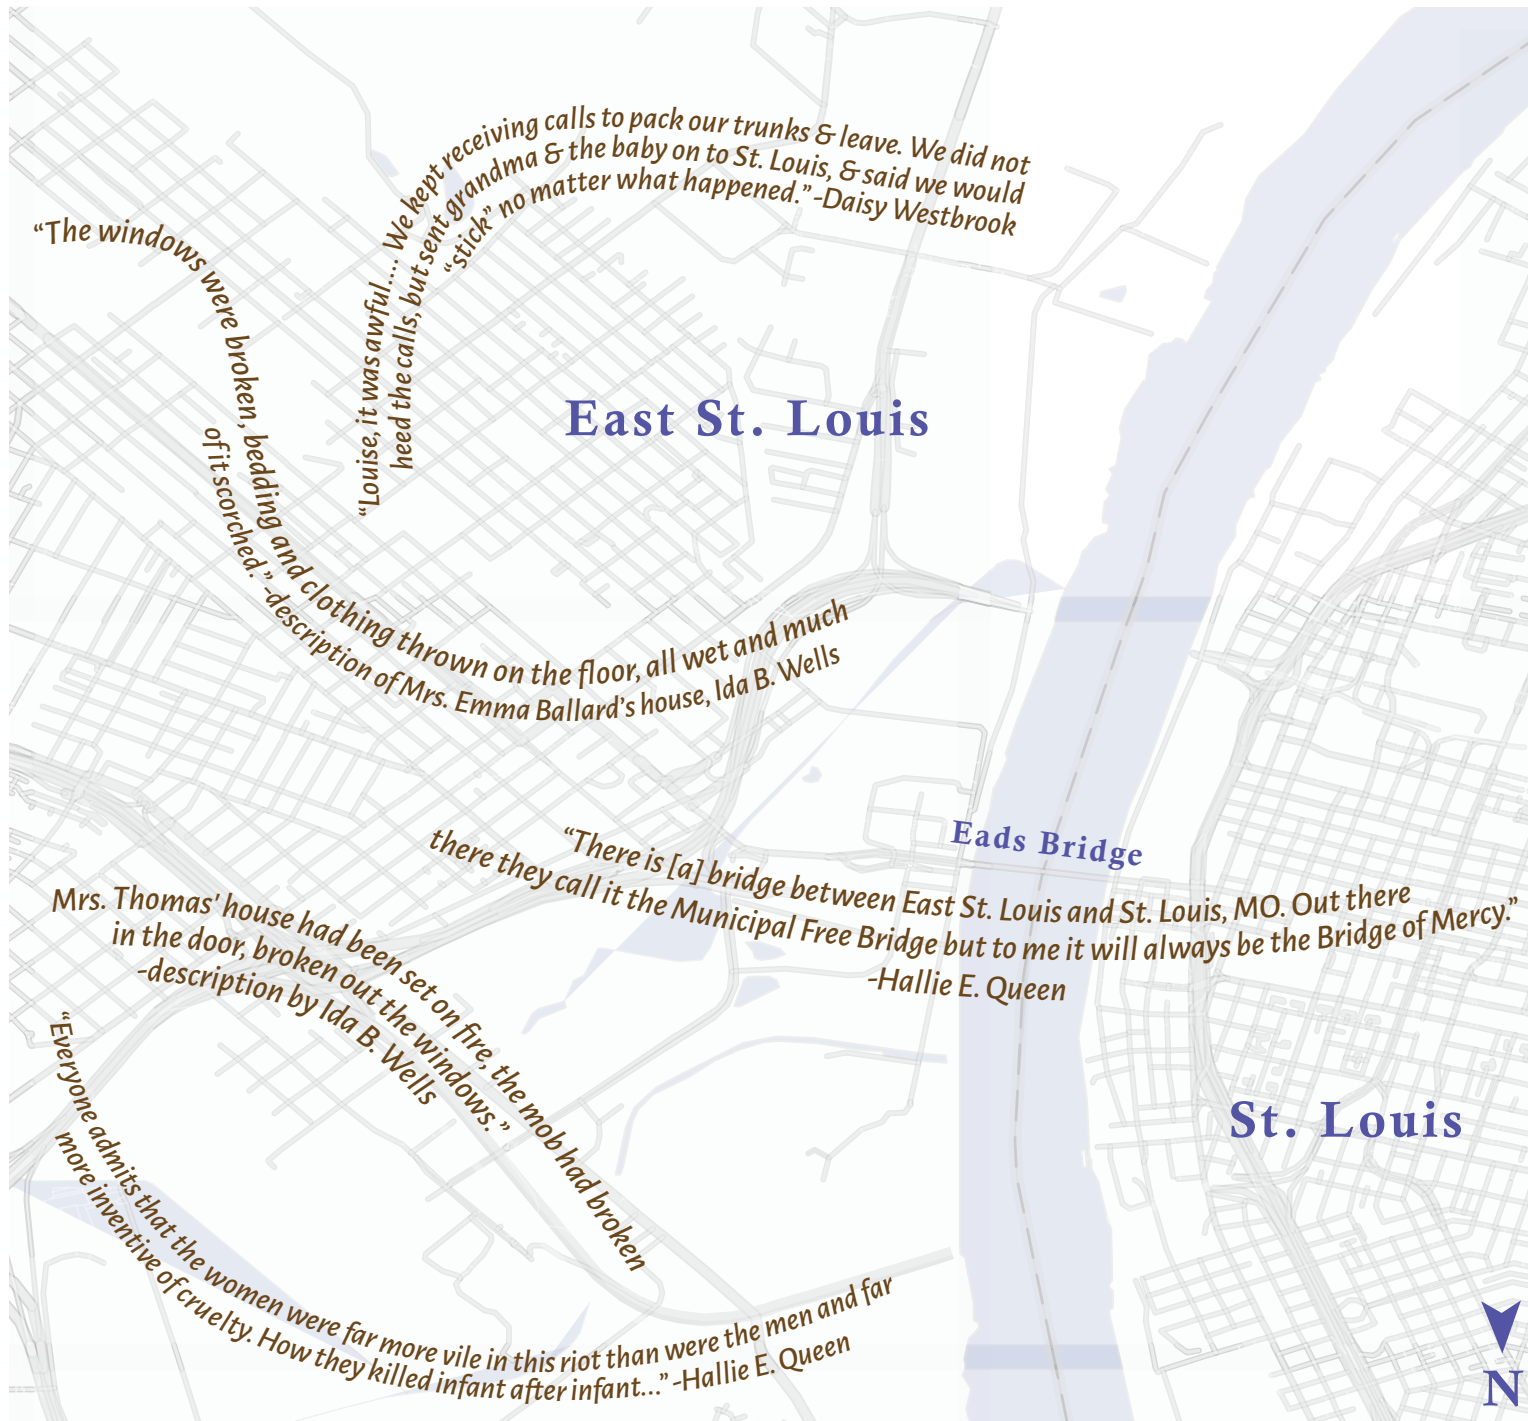 "Louise, it was awful.... We kept receiving calls to pack our trunks & leave. We did not
heed the calls, but sent grandma & the baby on to St. Louis, & said we would
"stick" no matter what happened." -Daisy Westbrook
"The windows were broken, bedding and clothing thrown on the floor, all wet and much
of it scorched." -description of Mrs. Emma Ballard's house, Ida B. Wells
East St. Louis
Eads Bridge
"There is [a] bridge between East St. Louis and St. Louis, MO. Out there
there they call it the Municipal Free Bridge but to me it will always be the Bridge of Mercy."
-Hallie E. Queen
Mrs. Thomas' house had been set on fire, the mob had broken
in the door, broken out the windows."
-description by Ida B. Wells
"Everyone admits that the women were far more vile in this riot than were the men and far
more inventive of cruelty. How they killed infant after infant..." -Hallie E. Queen
St. Louis
N